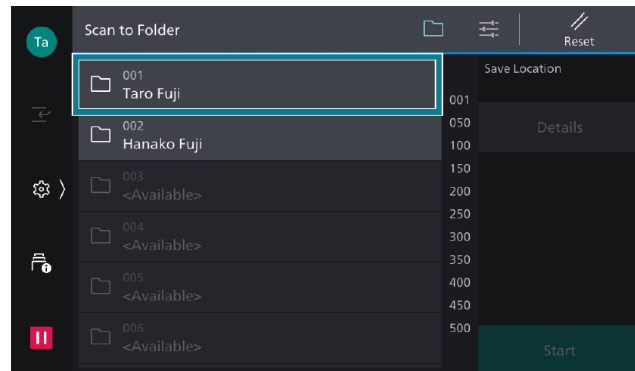 Ta
Scan to Folder
Reset
001
Taro Fuji
002
Hanako Fuji
003
<Available>
004
<Available>
005
<Available>
006
<Available>
001
050
100
150
200
250
300
350
400
450
500
Save Location
Details
Start